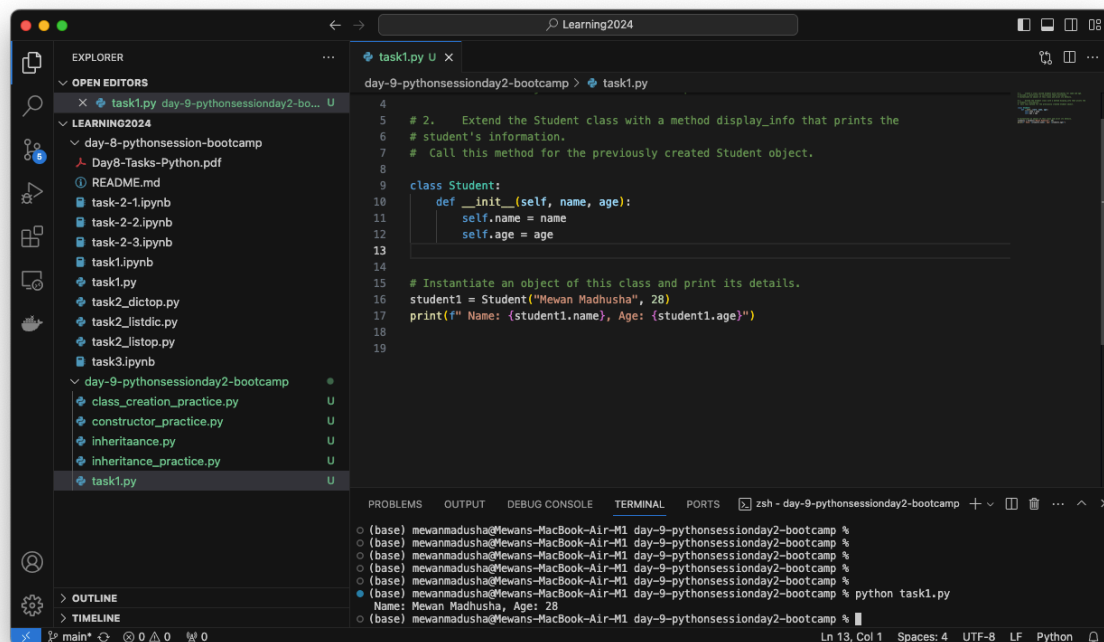 Learning2024
EXPLORER
OPEN EDITORS
task1.py day-9-pythonsessionday2-bo... U
LEARNING2024
day-8-pythonsession-bootcamp
Day8-Tasks-Python.pdf
README.md
task-2-1.ipynb
task-2-2.ipynb
task-2-3.ipynb
task1.ipynb
task1.py
task2_dictop.py
task2_listdic.py
task2_listop.py
task3.ipynb
day-9-pythonsessionday2-bootcamp
class_creation_practice.py U
constructor_practice.py U
inheritaance.py U
inheritance_practice.py U
task1.py U
OUTLINE
TIMELINE
5
task1.py U
day-9-pythonsessionday2-bootcamp > task1.py
4
5 # 2. Extend the Student class with a method display_info that prints the
6 # student's information.
7 # Call this method for the previously created Student object.
8
9 class Student:
10 def __init__(self, name, age):
11 self.name = name
12 self.age = age
13
14
15 # Instantiate an object of this class and print its details.
16 student1 = Student("Mewan Madhusha", 28)
17 print(f" Name: {student1.name}, Age: {student1.age}")
18
19
PROBLEMS OUTPUT DEBUG CONSOLE TERMINAL PORTS zsh - day-9-pythonsessionday2-bootcamp
(base) mewanmadusha@Mewans-MacBook-Air-M1 day-9-pythonsessionday2-bootcamp %
(base) mewanmadusha@Mewans-MacBook-Air-M1 day-9-pythonsessionday2-bootcamp %
(base) mewanmadusha@Mewans-MacBook-Air-M1 day-9-pythonsessionday2-bootcamp %
(base) mewanmadusha@Mewans-MacBook-Air-M1 day-9-pythonsessionday2-bootcamp %
(base) mewanmadusha@Mewans-MacBook-Air-M1 day-9-pythonsessionday2-bootcamp %
(base) mewanmadusha@Mewans-MacBook-Air-M1 day-9-pythonsessionday2-bootcamp % python task1.py
Name: Mewan Madhusha, Age: 28
(base) mewanmadusha@Mewans-MacBook-Air-M1 day-9-pythonsessionday2-bootcamp %
main* 0 0 0 Ln 13, Col 1 Spaces: 4 UTF-8 LF Python